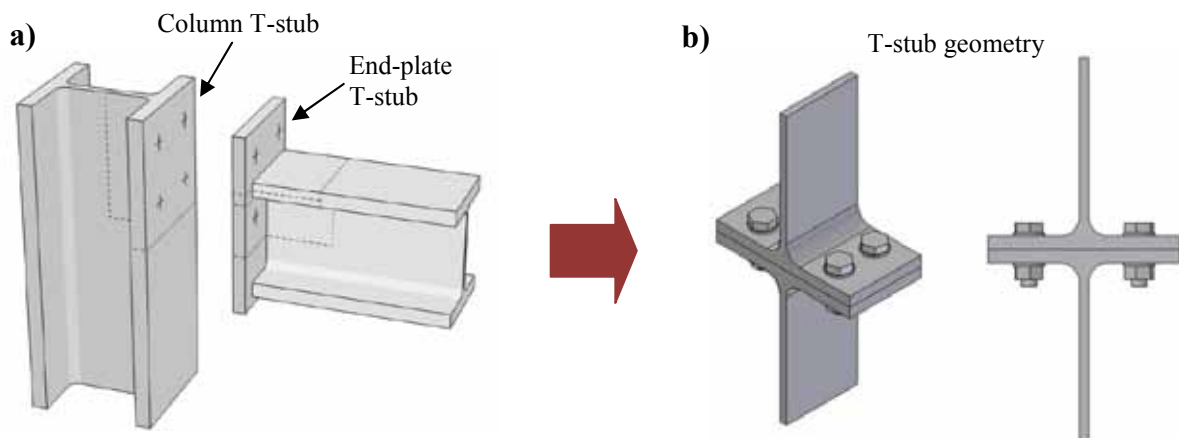 a)
Column T-stub
End-plate
T-stub
b)
T-stub geometry